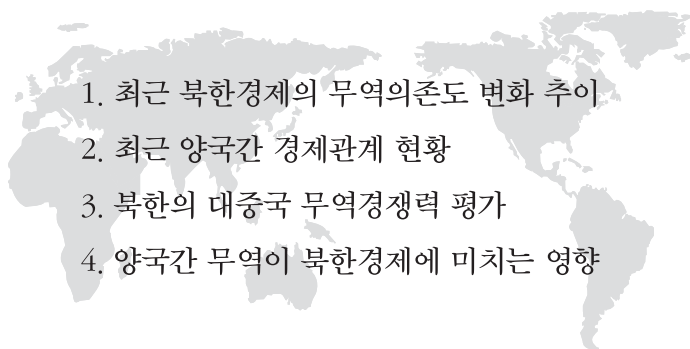 1. 최근 북한경제의 무역의존도 변화 추이
2. 최근 양국간 경제관계 현황
3. 북한의 대중국 무역경쟁력 평가
4. 양국간 무역이 북한경제에 미치는 영향